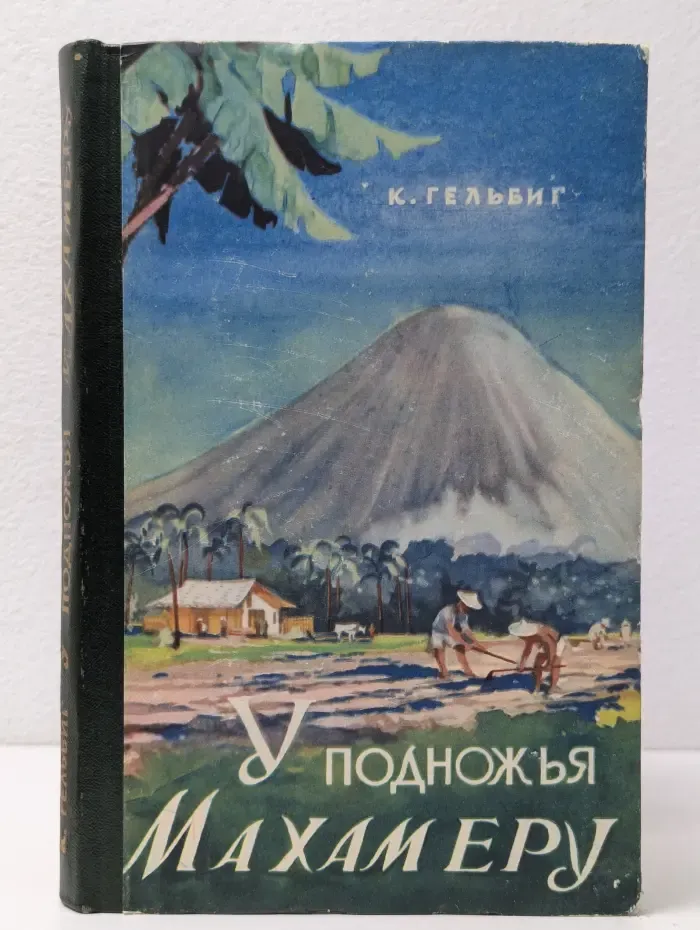 К. ГЕЛЬБИГ
У ПОДНОЖЬЯ
МАХАМЕРУ
К. ГЕЛЬБИГ У ПОДНОЖЬЯ МАХАМЕРУ